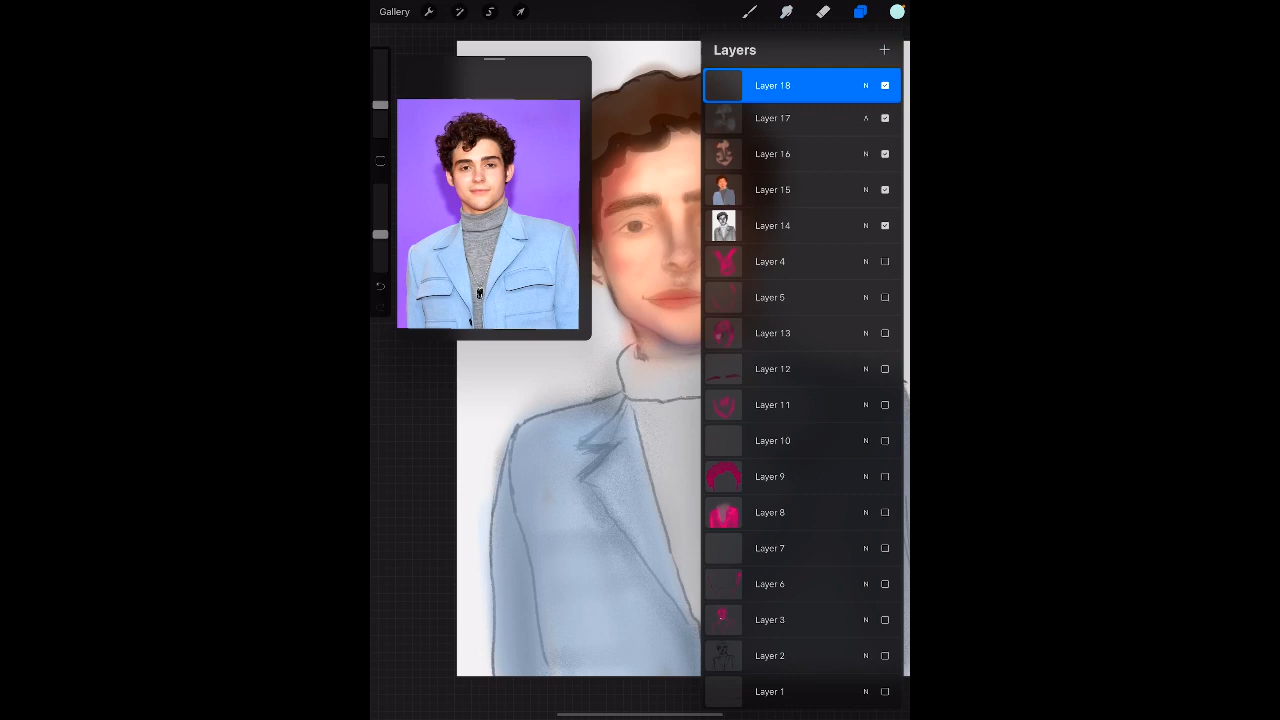 Gallery
Layers
Layer 18 N
Layer 17 A
Layer 16 N
Layer 15 N
Layer 14 N
Layer 4 N
Layer 5 N
Layer 13 N
Layer 12 N
Layer 11 N
Layer 10 N
Layer 9 N
Layer 8 N
Layer 7 N
Layer 6 N
Layer 3 N
Layer 2 N
Layer 1 N